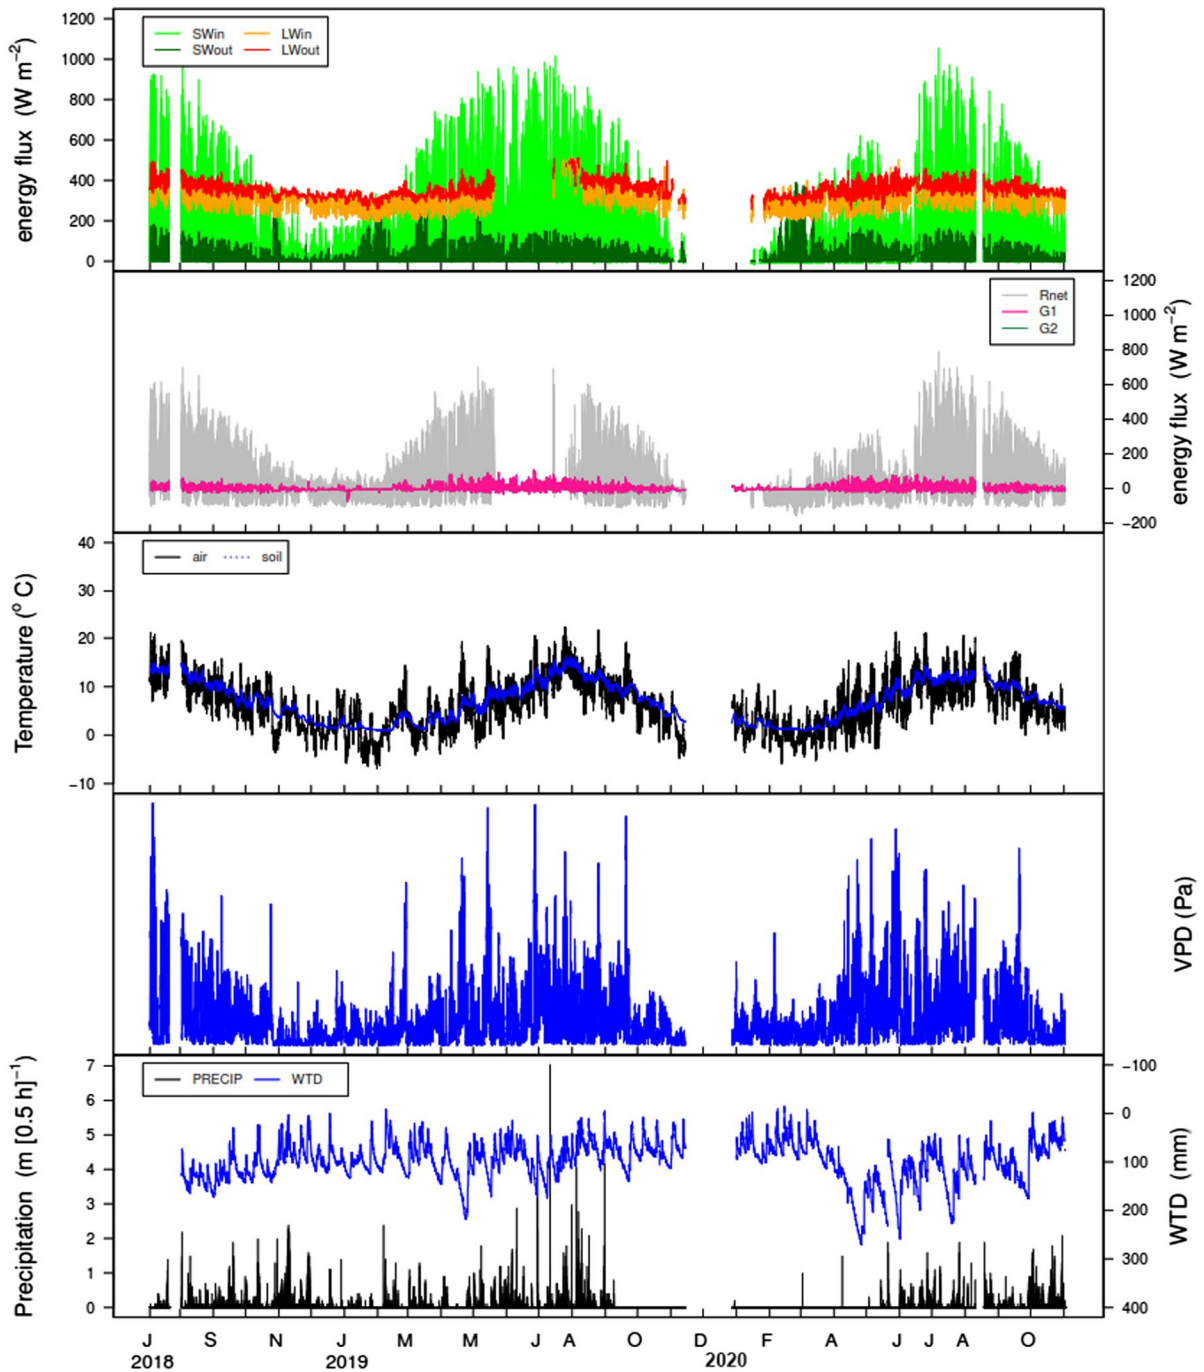 1200
1000
800
600
400
200
0
energy flux (W m−2)
SWin LWin
SWout LWout
1200
1000
800
600
400
200
0
−200
energy flux (W m−2)
Rnet
G1
G2
40
30
20
10
0
−10
Temperature (o C)
air soil
VPD (Pa)
7
6
5
4
3
2
1
0
Precipitation (m [0.5 h]−1)
PRECIP WTD
−100
0
100
200
300
400
WTD (mm)
J S N J M M J J A O D F A J J A O
2018 2019 2020